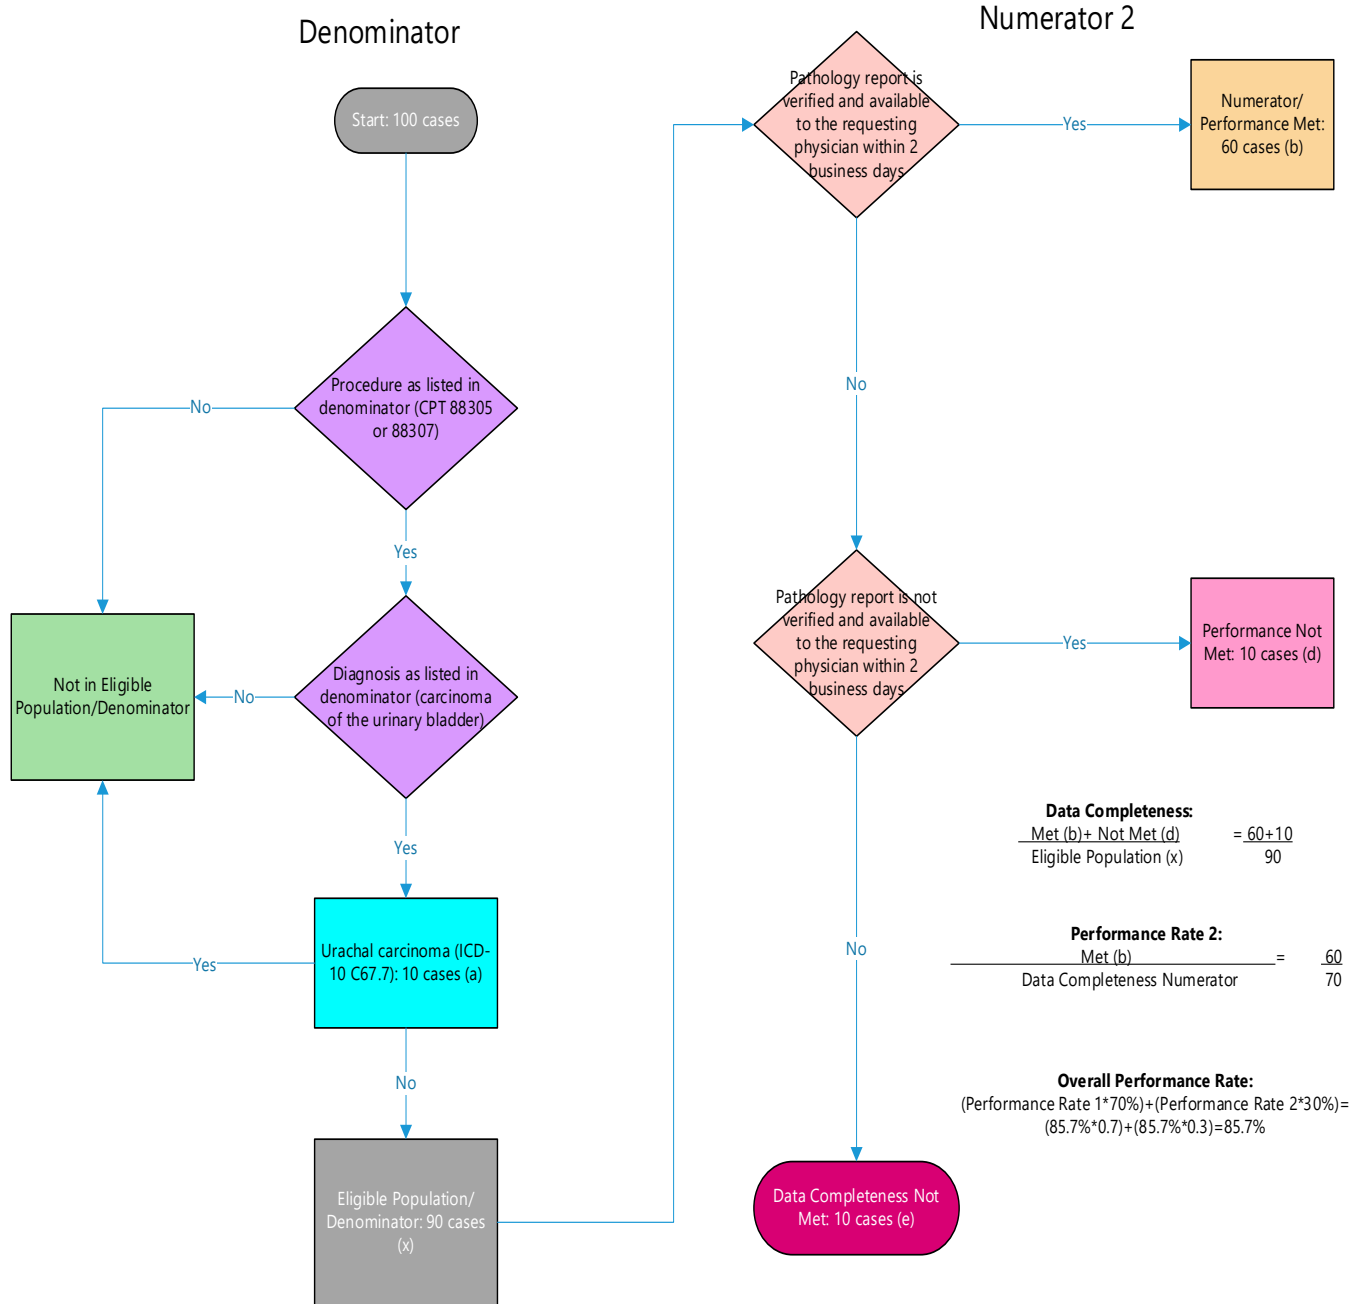 Denominator
Start: 100 cases
Procedure as listed in
denominator (CPT 88305
or 88307)
No
Yes
Diagnosis as listed in
denominator (carcinoma
of the urinary bladder)
No
Not in Eligible
Population/Denominator
Yes
Urachal carcinoma (ICD-
10 C67.7): 10 cases (a)
Yes
No
Eligible Population/
Denominator: 90 cases
(x)
Numerator 2
Pathology report is
verified and available
to the requesting
physician within 2
business days
Yes
Numerator/
Performance Met:
60 cases (b)
No
Pathology report is not
verified and available
to the requesting
physician within 2
business days
Yes
Performance Not
Met: 10 cases (d)
No
Data Completeness Not
Met: 10 cases (e)
Data Completeness:
Met (b)+ Not Met (d) = 60+10
Eligible Population (x) 90
Performance Rate 2:
Met (b) = 60
Data Completeness Numerator 70
Overall Performance Rate:
(Performance Rate 1*70%)+(Performance Rate 2*30%)=
(85.7%*0.7)+(85.7%*0.3)=85.7%